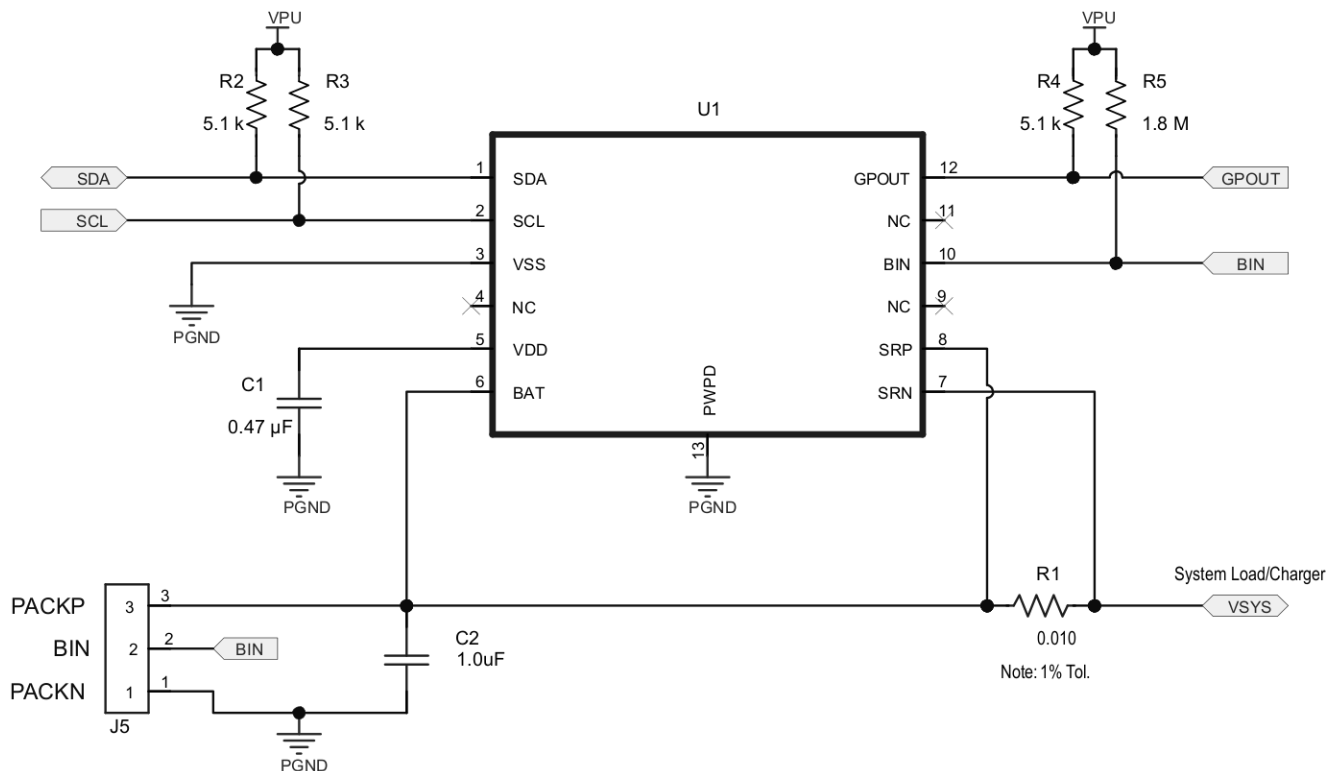 VPU
VPU
R2
R3
R4
R5
5.1 k
5.1 k
5.1 k
1.8 M
U1
SDA
1
SDA
GPOUT
12
GPOUT
SCL
2
SCL
NC
11
3
VSS
BIN
10
BIN
PGND
4
NC
NC
9
5
VDD
SRP
8
C1
0.47 µF
6
BAT
SRN
7
PWPD
13
PGND
PGND
PACKP
3
3
BIN
2
2
BIN
PACKN
1
1
J5
C2
1.0uF
PGND
R1
0.010
Note: 1% Tol.
System Load/Charger
VSYS